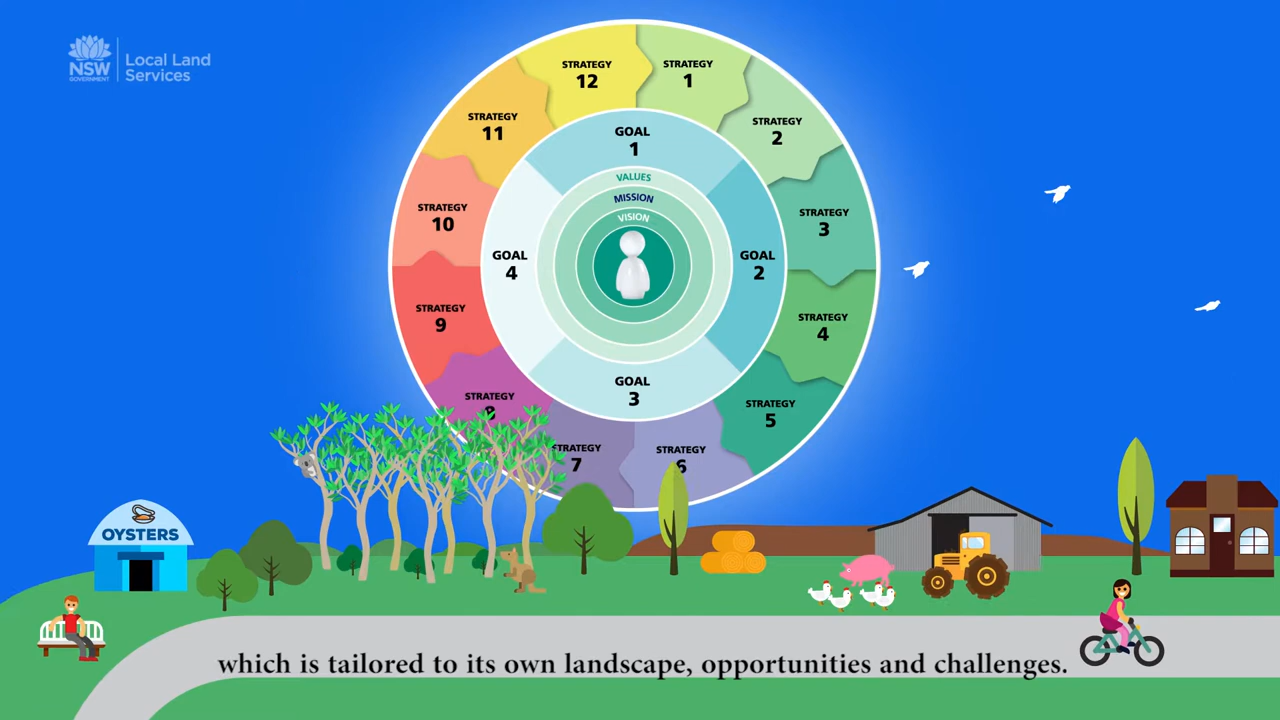 NSW
GOVERNMENT
Local Land
Services
STRATEGY
12
STRATEGY
1
STRATEGY
11
STRATEGY
2
GOAL
1
VALUES
MISSION
VISION
STRATEGY
10
STRATEGY
3
GOAL
4
GOAL
2
STRATEGY
9
STRATEGY
4
GOAL
3
STRATEGY
8
STRATEGY
5
STRATEGY
7
STRATEGY
6
OYSTERS
which is tailored to its own landscape, opportunities and challenges.